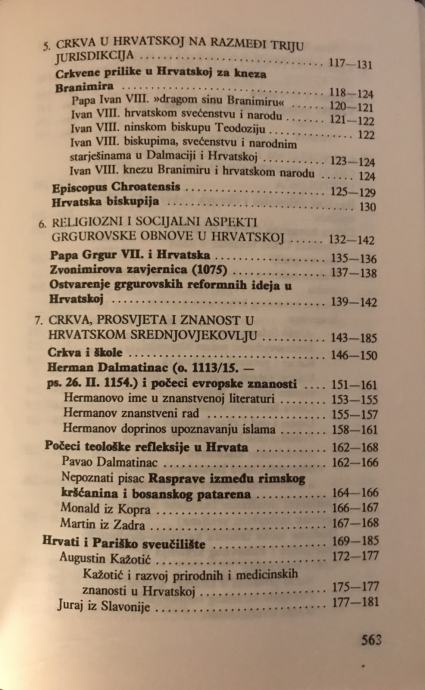 5. CRKVA U HRVATSKOJ NA RAZMEĐI TRIJU
JURISDIKCIJA ........ 117—131
Crkvene prilike u Hrvatskoj za kneza
Branimira ........ 118—124
Papa Ivan VIII. »dragom sinu Branimiru« ........ 120—121
Ivan VIII. hrvatskom svećenstvu i narodu ........ 121—122
Ivan VIII. ninskom biskupu Teodoziju ........ 122
Ivan VIII. biskupima, svećenstvu i narodnim
starješinama u Dalmaciji i Hrvatskoj ........ 123—124
Ivan VIII. knezu Branimiru i hrvatskom narodu ........ 124
Episcopus Chroatensis ........ 125—129
Hrvatska biskupija ........ 130
6. RELIGIOZNI I SOCIJALNI ASPEKTI
GRGUROVSKE OBNOVE U HRVATSKOJ ...... 132—142
Papa Grgur VII. i Hrvatska ........ 135—136
Zvonimirova zavjernica (1075) ........ 137—138
Ostvarenje grgurovskih reformnih ideja u
Hrvatskoj ........ 139—142
7. CRKVA, PROSVJETA I ZNANOST U
HRVATSKOM SREDNJOVJEKOVLJU ........ 143—185
Crkva i škole ........ 146—150
Herman Dalmatinac (o. 1113/15. —
ps. 26. II. 1154.) i počeci evropske znanosti .... 151—161
Hermanovo ime u znanstvenoj literaturi ........ 153—155
Hermanov znanstveni rad ........ 155—157
Hermanov doprinos upoznavanju islama ........ 158—161
Počeci teološke refleksije u Hrvata ........ 162—168
Pavao Dalmatinac ........ 162—166
Nepoznati pisac Rasprave između rimskog
kršćanina i bosanskog patarena ........ 164—166
Monald iz Kopra ........ 166—167
Martin iz Zadra ........ 167—168
Hrvati i Pariško sveučilište ........ 169—185
Augustin Kažotić ........ 172—177
Kažotić i razvoj prirodnih i medicinskih
znanosti u Hrvatskoj ........ 175—177
Juraj iz Slavonije ........ 177—181
563